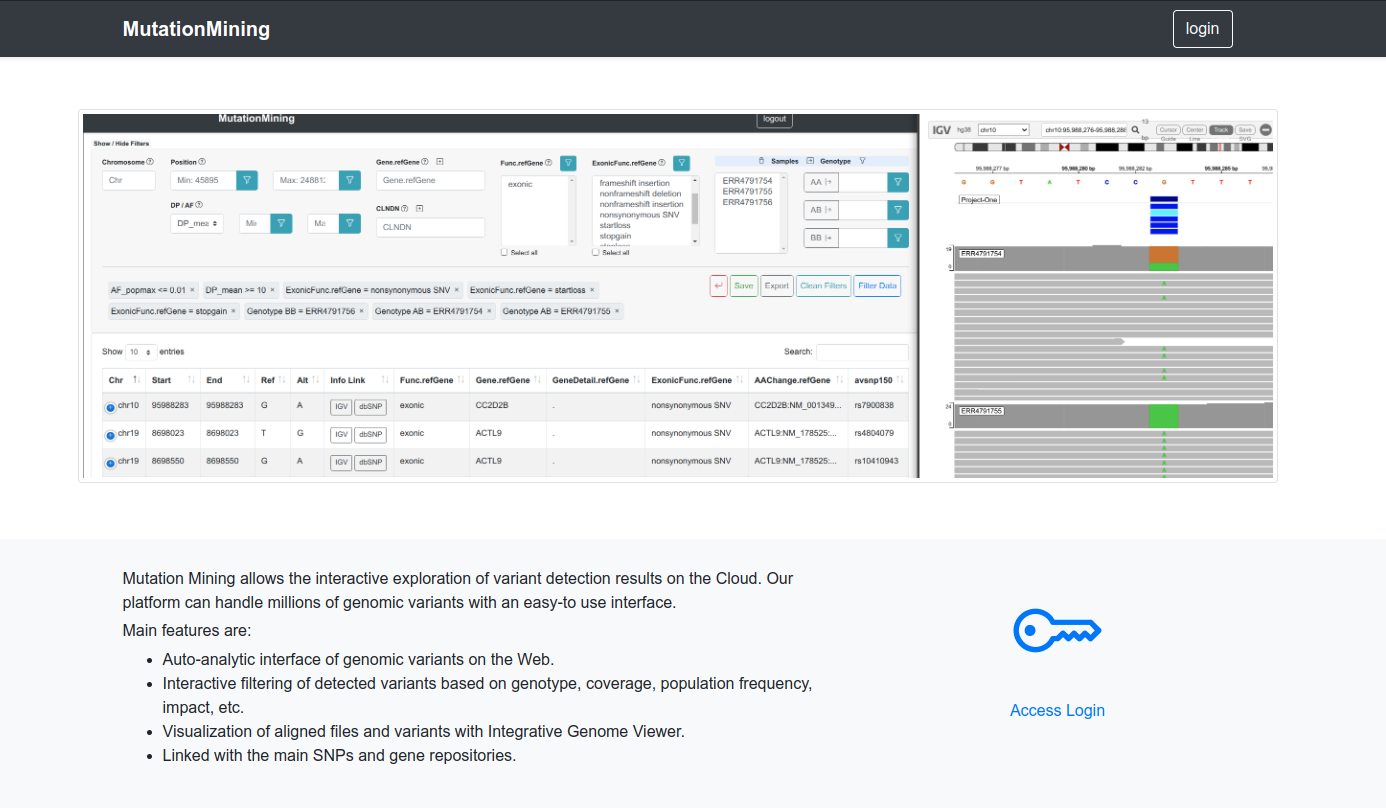 MutationMining login
MutationMining logout
Show / Hide Filters
Chromosome Position Gene.refGene Func.refGene ExonicFunc.refGene Samples Genotype
Chr Min: 45895 Max: 24881 Gene.refGene
exonic
frameshift insertion
nonframeshift deletion
nonframeshift insertion
nonsynonymous SNV
startloss
stopgain
ERR4791754
ERR4791755
ERR4791756
AA
AB
BB
DP / AF CLNDN
DP_mea CLNDN
Select all Select all
AF_popmax <= 0.01 × DP_mean >= 10 × ExonicFunc.refGene = nonsynonymous SNV × ExonicFunc.refGene = startloss ×
ExonicFunc.refGene = stopgain × Genotype BB = ERR4791756 × Genotype AB = ERR4791754 × Genotype AB = ERR4791755 ×
Save Export Clean Filters Filter Data
Show 10 entries Search:
Chr Start End Ref Alt Info Link Func.refGene Gene.refGene GeneDetail.refGene ExonicFunc.refGene AAChange.refGene avsnp150
chr10 95988283 95988283 G A IGV dbSNP exonic CC2D2B . nonsynonymous SNV CC2D2B:NM_001349... rs7900838
chr19 8698023 8698023 T G IGV dbSNP exonic ACTL9 . nonsynonymous SNV ACTL9:NM_178525:... rs4804079
chr19 8698550 8698550 G A IGV dbSNP exonic ACTL9 . nonsynonymous SNV ACTL9:NM_178525:... rs10410943
IGV hg38 chr10 chr10:95,988,276-95,988,288 13 bp Cursor Guide Center Line Track Save SVG
95,988,277 bp 95,988,280 bp 95,988,282 bp 95,988,285 bp 95,9
G G T A T C C G T T T
Project-One
19
0
ERR4791754
A
A
A
A
A
A
24
0
ERR4791755
A
A
A
A
A
A
A
Mutation Mining allows the interactive exploration of variant detection results on the Cloud. Our
platform can handle millions of genomic variants with an easy-to use interface.
Main features are:
• Auto-analytic interface of genomic variants on the Web.
• Interactive filtering of detected variants based on genotype, coverage, population frequency,
impact, etc.
• Visualization of aligned files and variants with Integrative Genome Viewer.
• Linked with the main SNPs and gene repositories.
Access Login